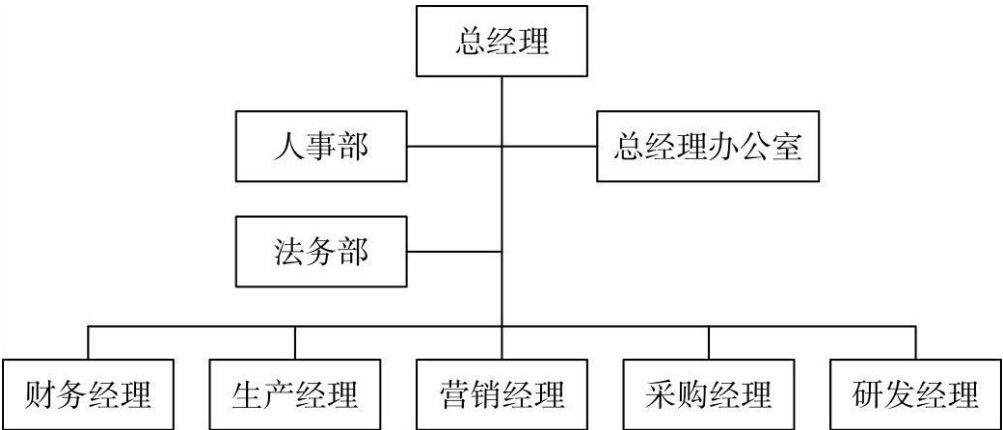 总经理
人事部
总经理办公室
法务部
财务经理
生产经理
营销经理
采购经理
研发经理